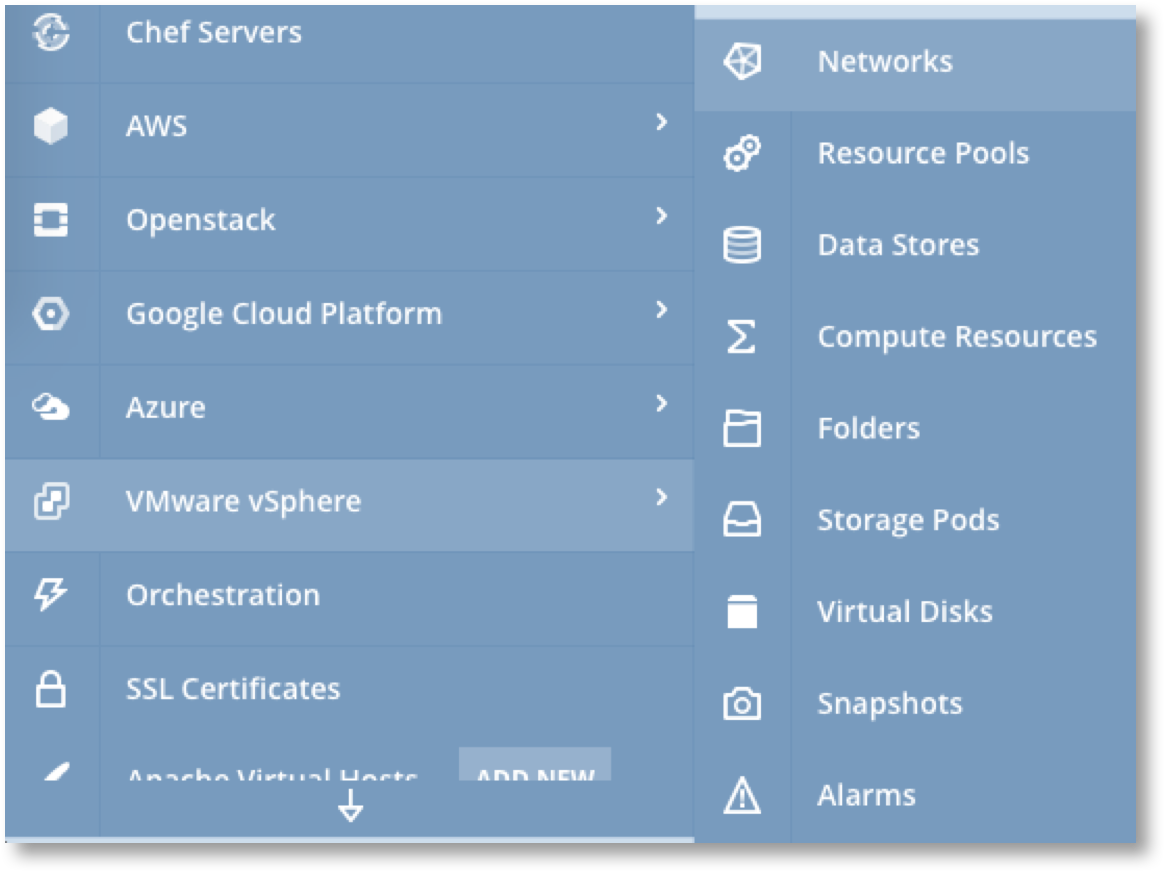 Chef Servers
AWS
Openstack
Google Cloud Platform
Azure
VMware vSphere
Orchestration
SSL Certificates
Apache Virtual Hosts ADD NEW
Networks
Resource Pools
Data Stores
Compute Resources
Folders
Storage Pods
Virtual Disks
Snapshots
Alarms